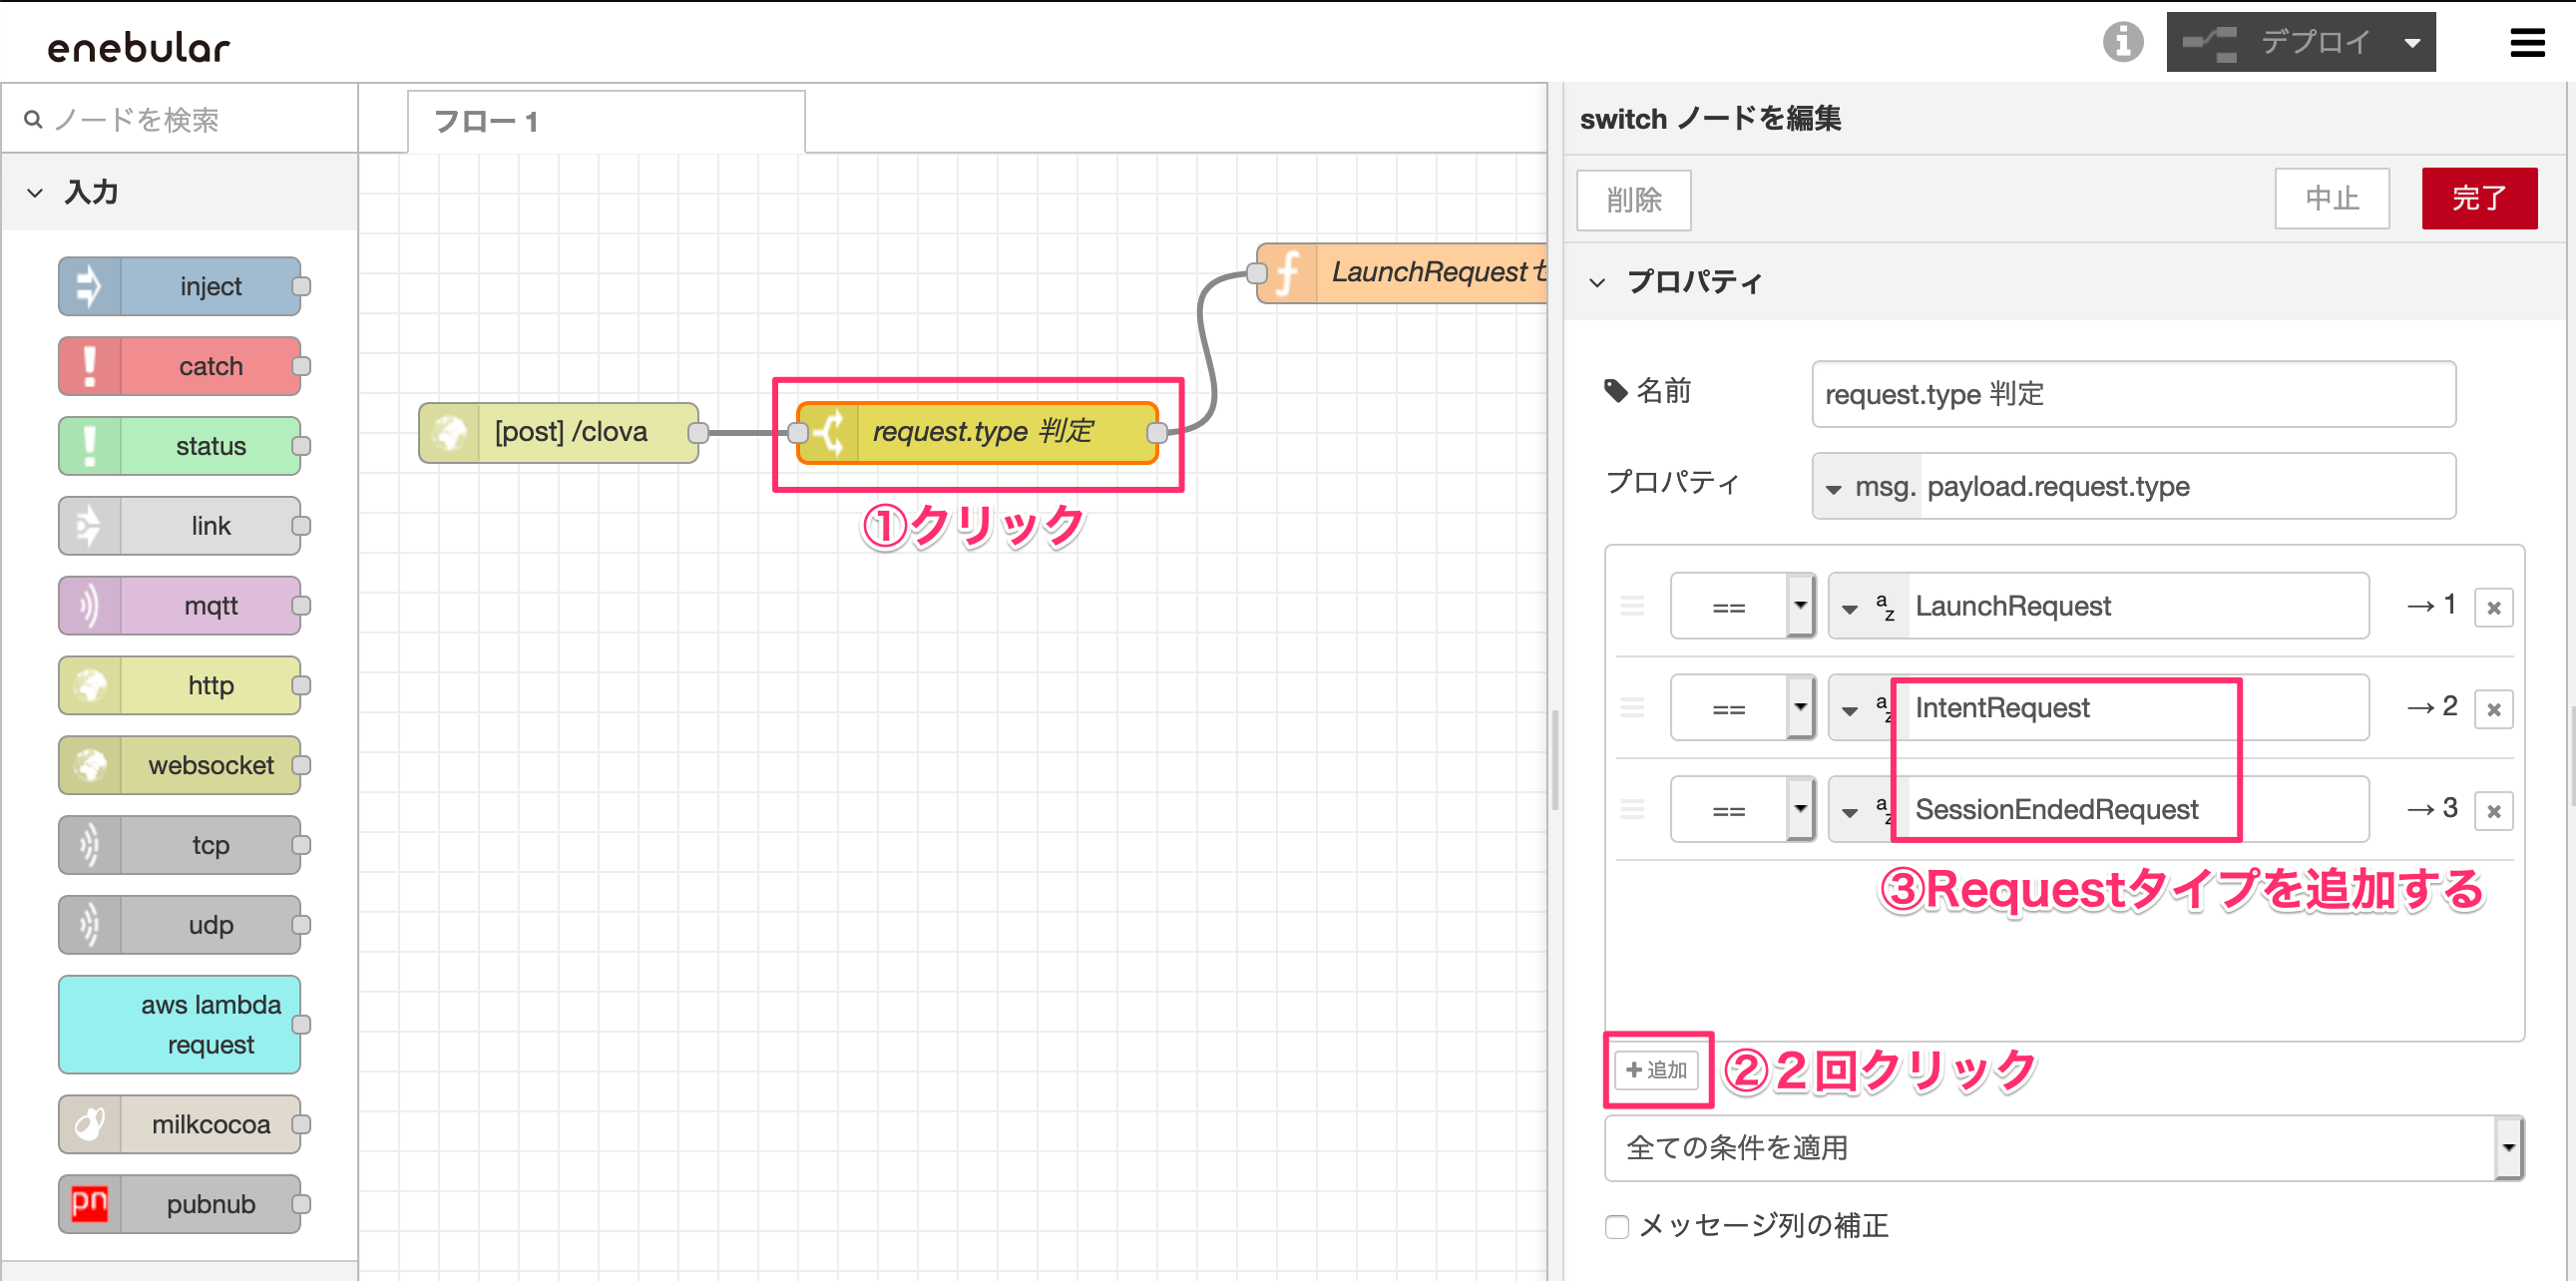 enebular
デプロイ
ノードを検索
入力
inject
catch
status
link
mqtt
http
websocket
tcp
udp
aws lambda
request
milkcocoa
pubnub
フロー 1
[post] /clova
request.type 判定
LaunchRequest
①クリック
switch ノードを編集
削除
中止
完了
プロパティ
名前
request.type 判定
プロパティ
msg. payload.request.type
== az LaunchRequest → 1
== az IntentRequest → 2
== az SessionEndedRequest → 3
③Requestタイプを追加する
+追加
②２回クリック
全ての条件を適用
メッセージ列の補正